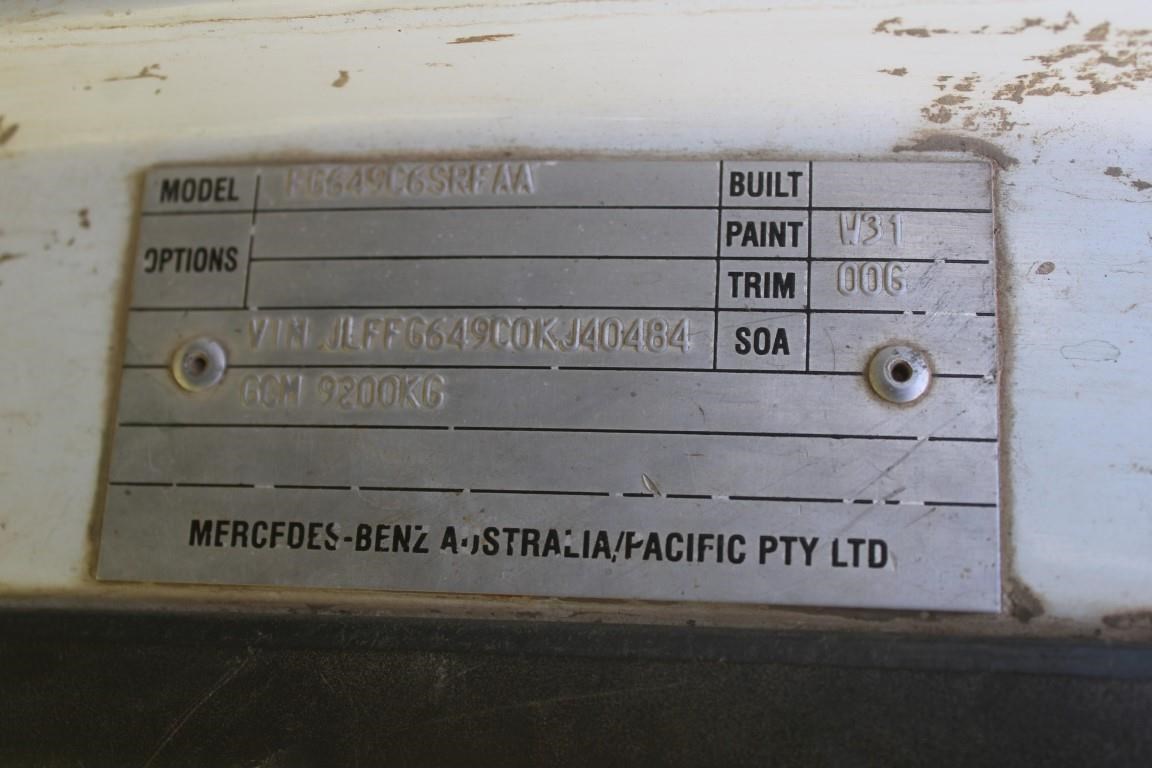 MODEL FG649C6SRFAA BUILT
PAINT W31
OPTIONS
TRIM 006
VIN JLFFG649C0KJ40484 SOA
GCM 9200KG
MERCEDES-BENZ AUSTRALIA/PACIFIC PTY LTD